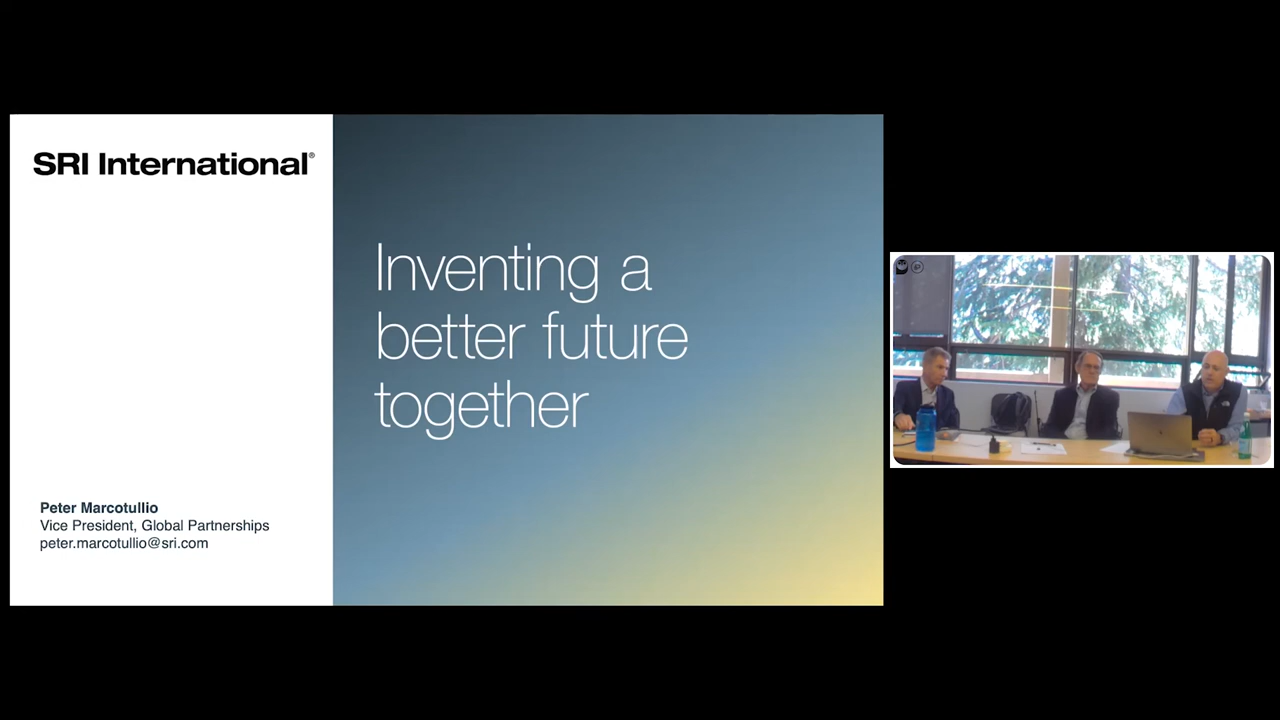 SRI International®
Inventing a
better future
together
Peter Marcotullio
Vice President, Global Partnerships
peter.marcotullio@sri.com